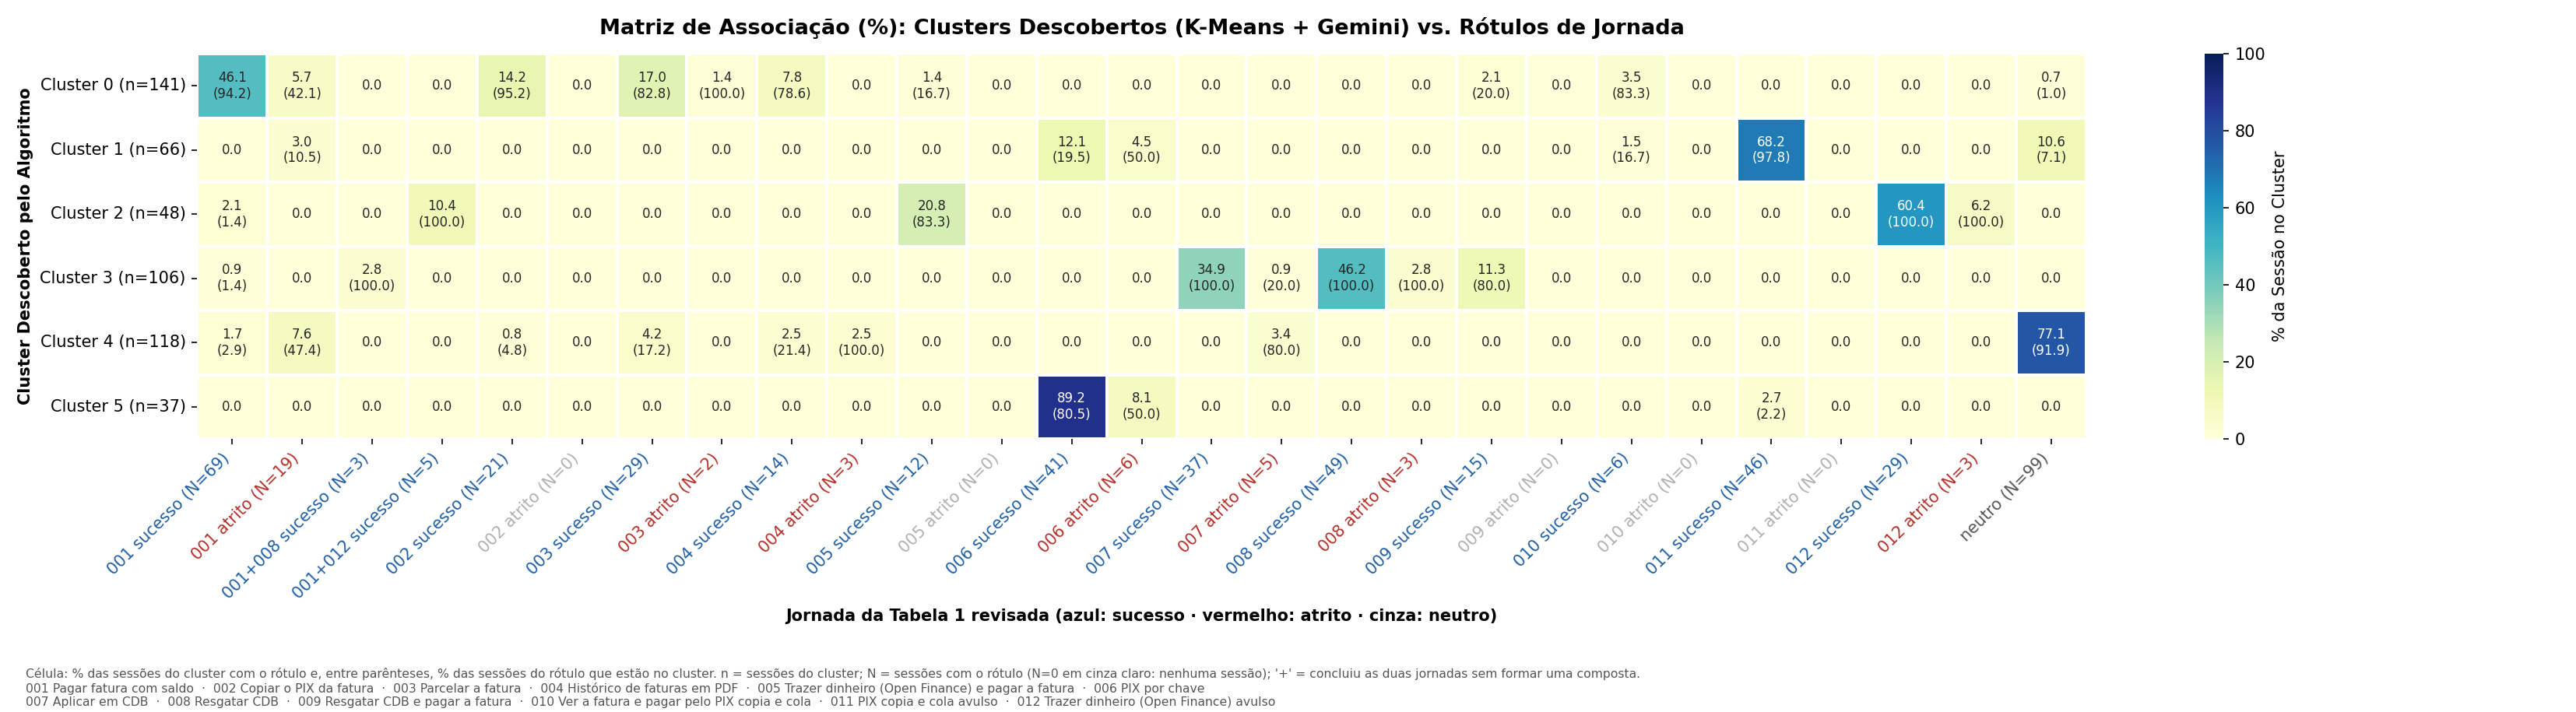 Matriz de Associação (%): Clusters Descobertos (K-Means + Gemini) vs. Rótulos de Jornada
Cluster Descoberto pelo Algoritmo
Cluster 0 (n=141)
46.1 5.7 0.0 0.0 14.2 0.0 17.0 1.4 7.8 0.0 1.4 0.0 0.0 0.0 0.0 0.0 0.0 0.0 2.1 0.0 3.5 0.0 0.0 0.0 0.0 0.0 0.7
(94.2) (42.1) (95.2) (82.8) (100.0) (78.6) (16.7) (20.0) (83.3) (1.0)
Cluster 1 (n=66)
0.0 3.0 0.0 0.0 0.0 0.0 0.0 0.0 0.0 0.0 0.0 0.0 12.1 4.5 0.0 0.0 0.0 0.0 0.0 0.0 1.5 0.0 68.2 0.0 0.0 0.0 10.6
(10.5) (19.5) (50.0) (16.7) (97.8) (7.1)
Cluster 2 (n=48)
2.1 0.0 0.0 10.4 0.0 0.0 0.0 0.0 0.0 0.0 20.8 0.0 0.0 0.0 0.0 0.0 0.0 0.0 0.0 0.0 0.0 0.0 0.0 0.0 60.4 6.2 0.0
(1.4) (100.0) (83.3) (100.0) (100.0)
Cluster 3 (n=106)
0.9 0.0 2.8 0.0 0.0 0.0 0.0 0.0 0.0 0.0 0.0 0.0 0.0 0.0 34.9 0.9 46.2 2.8 11.3 0.0 0.0 0.0 0.0 0.0 0.0 0.0 0.0
(1.4) (100.0) (100.0) (20.0) (100.0) (100.0) (80.0)
Cluster 4 (n=118)
1.7 7.6 0.0 0.0 0.8 0.0 4.2 0.0 2.5 2.5 0.0 0.0 0.0 0.0 0.0 3.4 0.0 0.0 0.0 0.0 0.0 0.0 0.0 0.0 0.0 0.0 77.1
(2.9) (47.4) (4.8) (17.2) (21.4) (100.0) (80.0) (91.9)
Cluster 5 (n=37)
0.0 0.0 0.0 0.0 0.0 0.0 0.0 0.0 0.0 0.0 0.0 0.0 89.2 8.1 0.0 0.0 0.0 0.0 0.0 0.0 0.0 0.0 2.7 0.0 0.0 0.0 0.0
(80.5) (50.0) (2.2)
001 sucesso (N=69)
001 atrito (N=19)
001+008 sucesso (N=3)
001+012 sucesso (N=5)
002 sucesso (N=21)
002 atrito (N=0)
003 sucesso (N=29)
003 atrito (N=2)
004 sucesso (N=14)
004 atrito (N=3)
005 sucesso (N=12)
005 atrito (N=0)
006 sucesso (N=41)
006 atrito (N=6)
007 sucesso (N=37)
007 atrito (N=5)
008 sucesso (N=49)
008 atrito (N=3)
009 sucesso (N=15)
009 atrito (N=0)
010 sucesso (N=6)
010 atrito (N=0)
011 sucesso (N=46)
011 atrito (N=0)
012 sucesso (N=29)
012 atrito (N=3)
neutro (N=99)
Jornada da Tabela 1 revisada (azul: sucesso · vermelho: atrito · cinza: neutro)
100
80
60
40
20
0
% da Sessão no Cluster
Célula: % das sessões do cluster com o rótulo e, entre parênteses, % das sessões do rótulo que estão no cluster. n = sessões do cluster; N = sessões com o rótulo (N=0 em cinza claro: nenhuma sessão); '+' = concluiu as duas jornadas sem formar uma composta.
001 Pagar fatura com saldo · 002 Copiar o PIX da fatura · 003 Parcelar a fatura · 004 Histórico de faturas em PDF · 005 Trazer dinheiro (Open Finance) e pagar a fatura · 006 PIX por chave
007 Aplicar em CDB · 008 Resgatar CDB · 009 Resgatar CDB e pagar a fatura · 010 Ver a fatura e pagar pelo PIX copia e cola · 011 PIX copia e cola avulso · 012 Trazer dinheiro (Open Finance) avulso